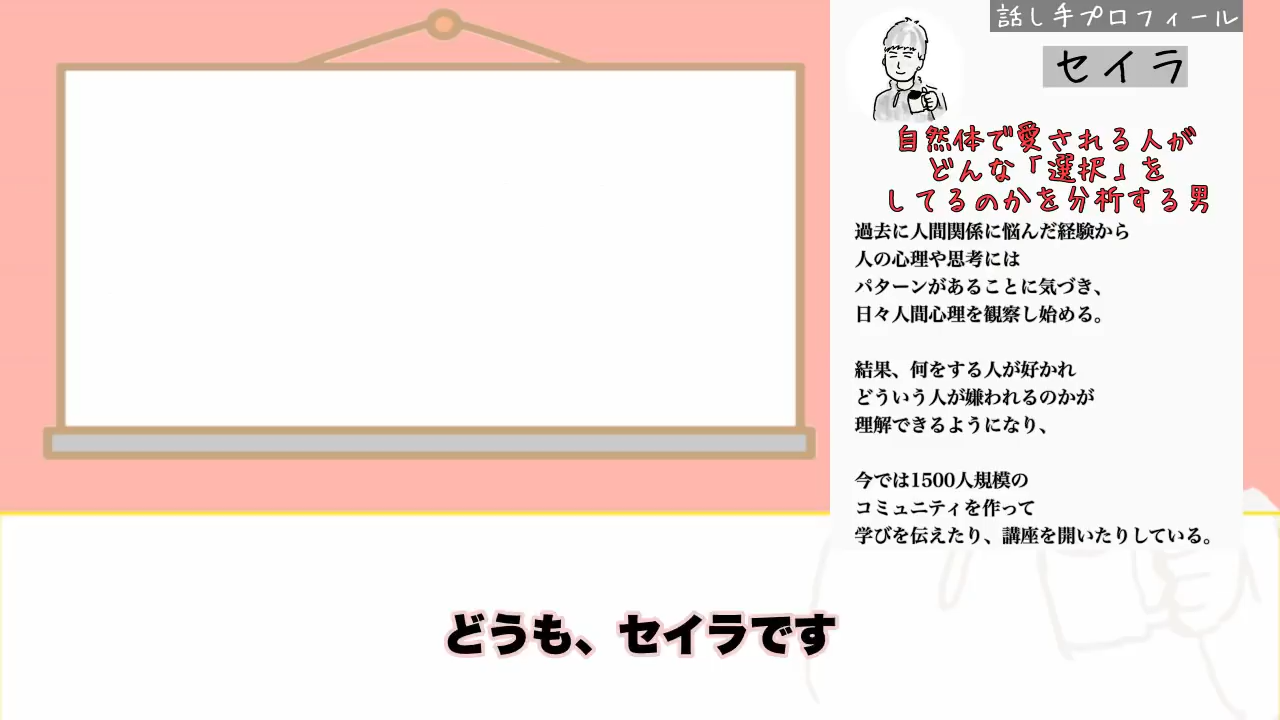 話し手プロフィール
セイラ
自然体で愛される人が
どんな「選択」を
してるのかを分析する男
過去に人間関係に悩んだ経験から
人の心理や思考には
パターンがあることに気づき、
日々人間心理を観察し始める。
結果、何をする人が好かれ
どういう人が嫌われるのかが
理解できるようになり、
今では1500人規模の
コミュニティを作って
学びを伝えたり、講座を開いたりしている。
どうも、セイラです